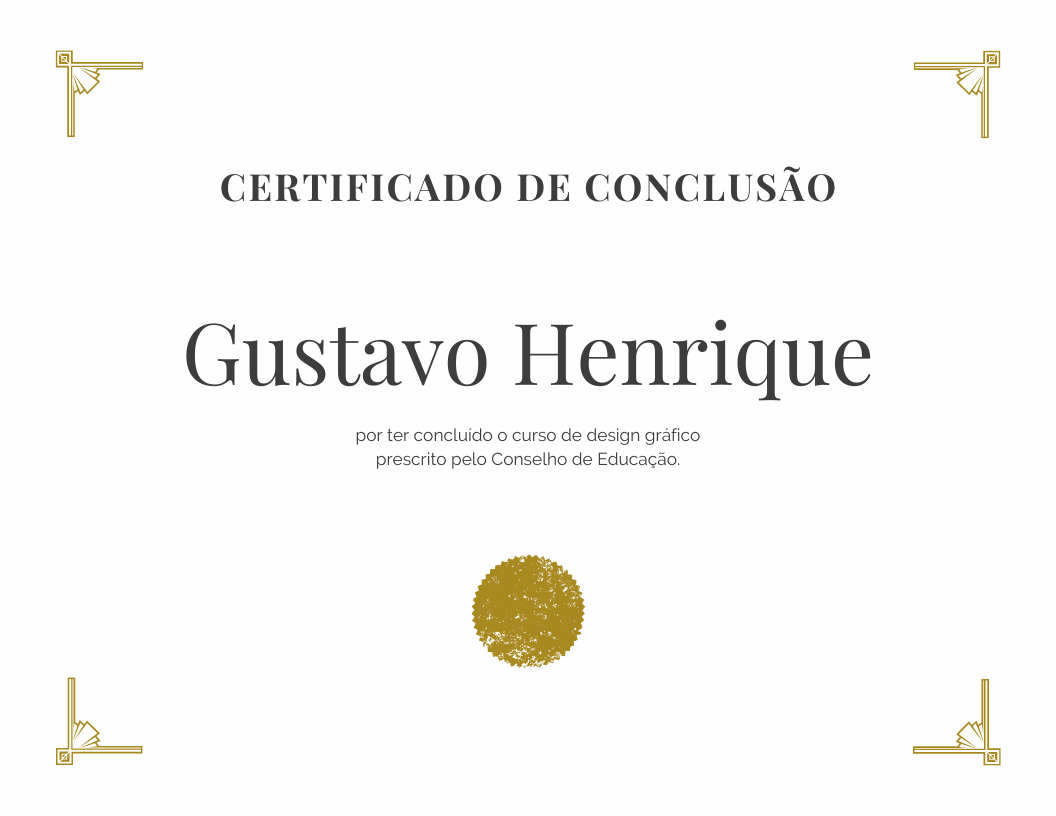 CERTIFICADO DE CONCLUSÃO
Gustavo Henrique
por ter concluído o curso de design gráfico
prescrito pelo Conselho de Educação.